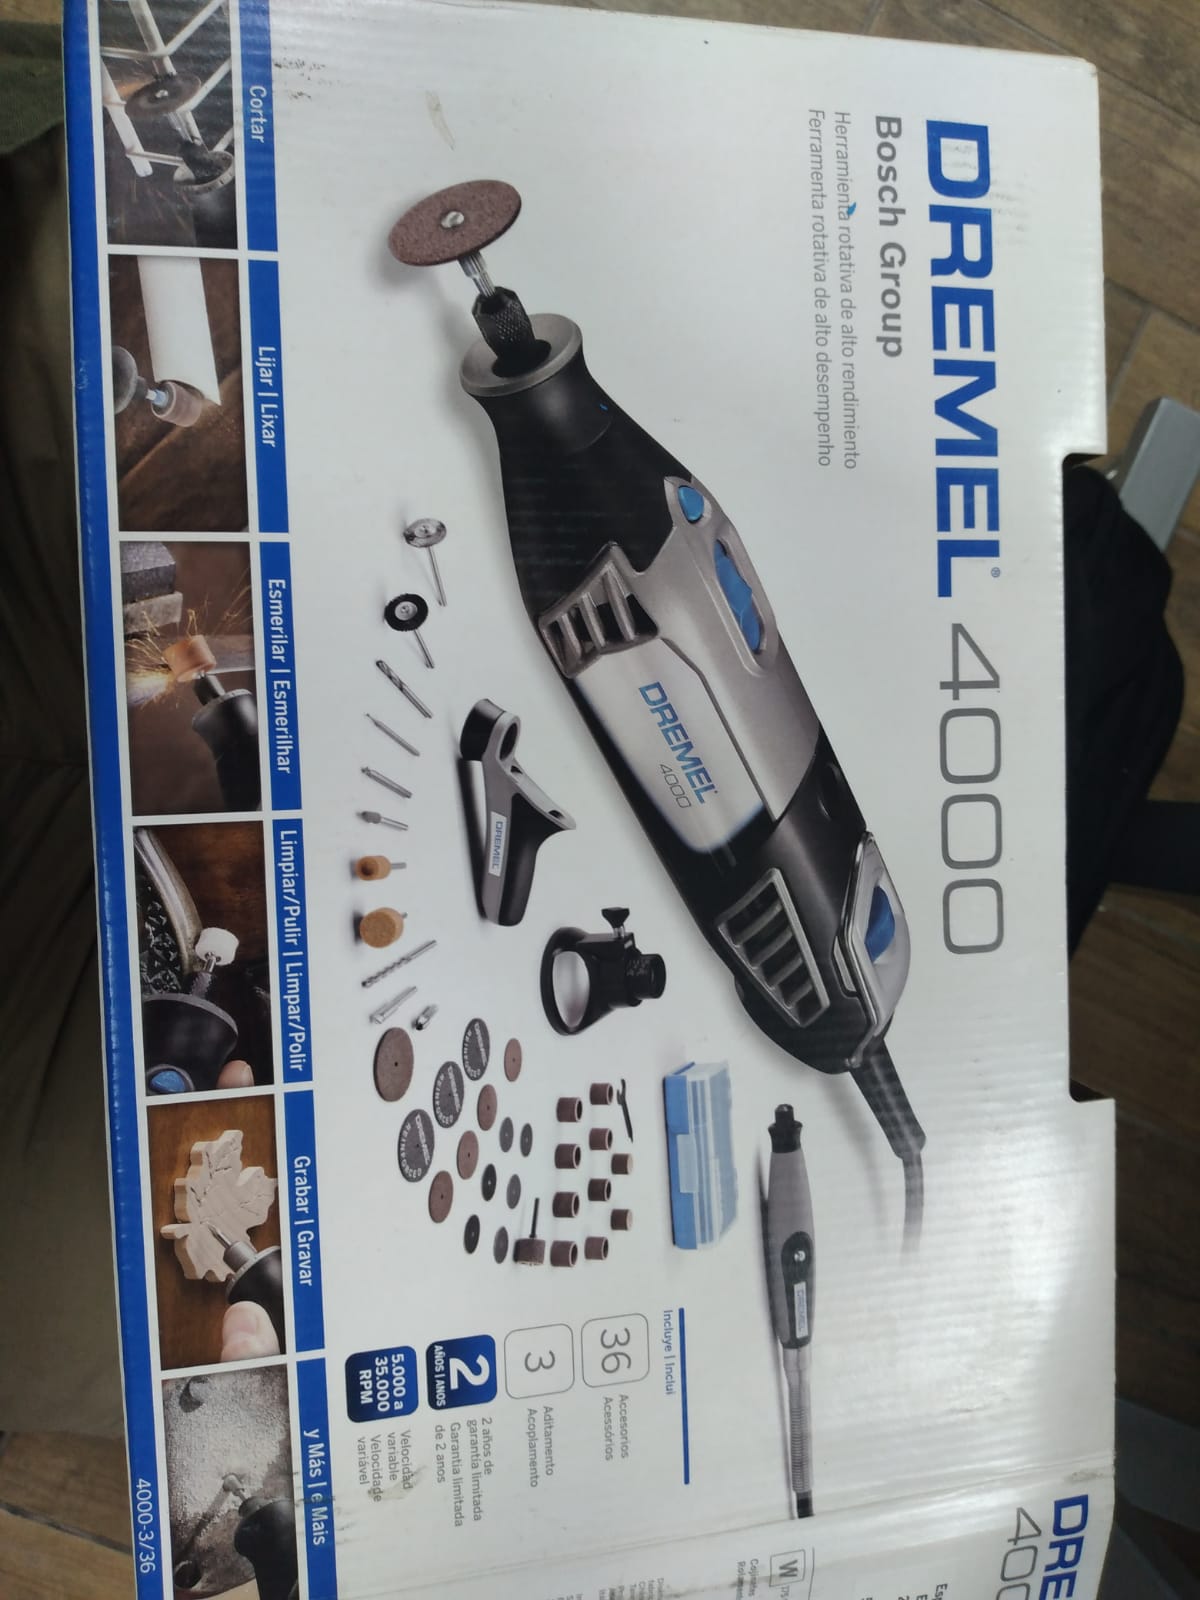 DREMEL® 4000
Bosch Group
Herramienta rotativa de alto rendimiento
Ferramenta rotativa de alto desempenho
DREMEL
4000
DREMEL
DREMEL
DREMEL
REINFORCED
DREMEL
REINFORCED
DREMEL
REINFORCED
Incluye | Inclui
36
Accesorios
Acessórios
3
Aditamento
Acoplamento
2
AÑOS | ANOS
2 años de
garantía limitada
Garantia limitada
de 2 anos
5.000 a
35.000
RPM
Velocidad
variable
Velocidade
variável
Cortar
Lijar | Lixar
Esmerilar | Esmerilhar
Limpiar/Pulir | Limpar/Polir
Grabar | Gravar
y Más | e Mais
4000-3/36
DRE
400
W